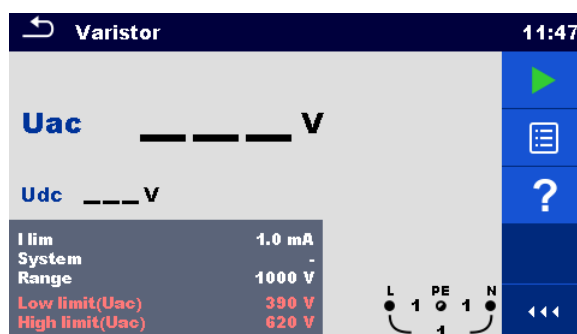 Varistor 11:47
Uac _ _ _ V
Udc _ _ _ V
?
I lim 1.0 mA
System -
Range 1000 V
Low limit(Uac) 390 V
High limit(Uac) 620 V
L PE N
1 1
1